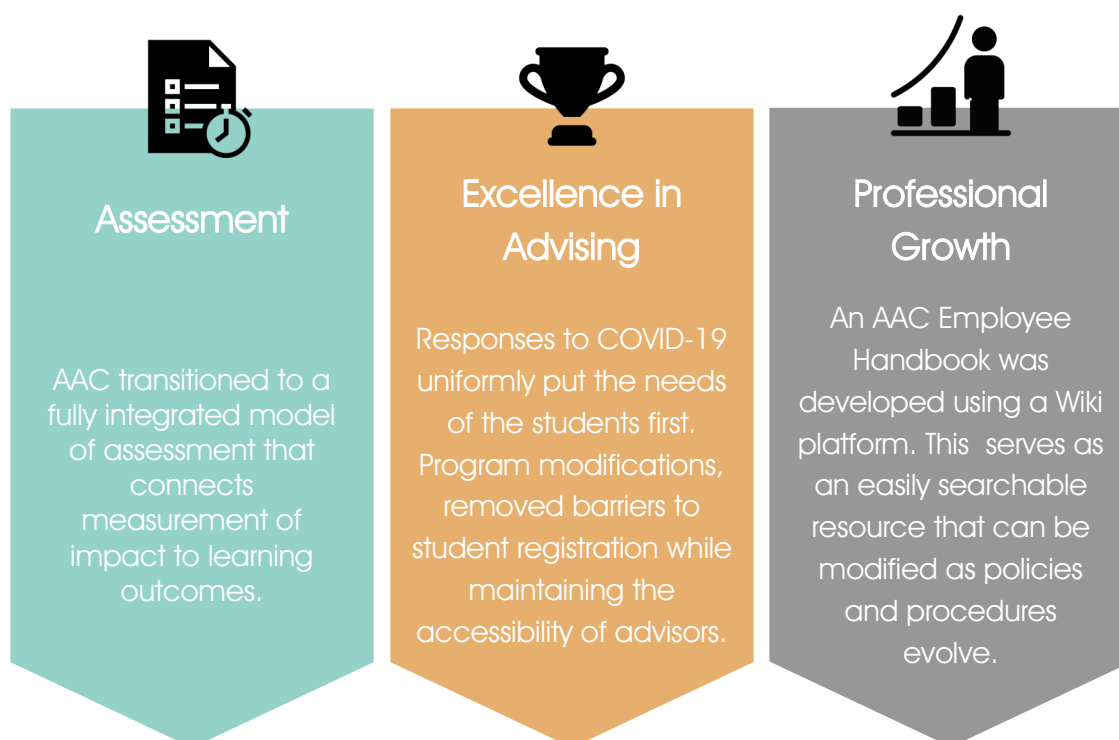 Assessment
AAC transitioned to a
fully integrated model
of assessment that
connects
measurement of
impact to learning
outcomes.
Excellence in
Advising
Responses to COVID-19
uniformly put the needs
of the students first.
Program modifications,
removed barriers to
student registration while
maintaining the
accessibility of advisors.
Professional
Growth
An AAC Employee
Handbook was
developed using a Wiki
platform. This  serves as
an easily searchable
resource that can be
modified as policies
and procedures
evolve.